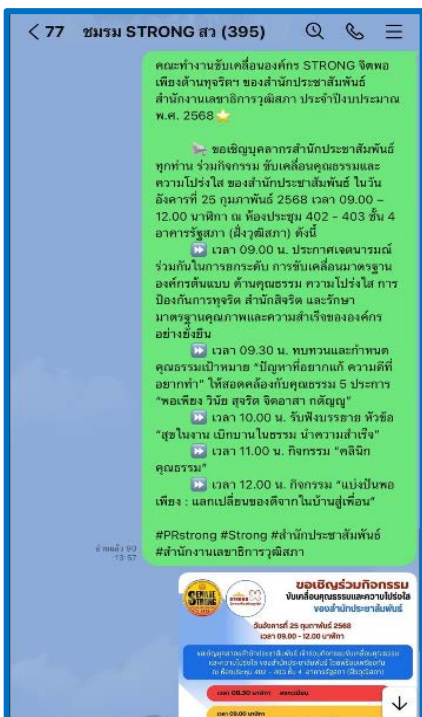 77 ชมรม STRONG สว (395)
คณะทำงานขับเคลื่อนองค์กร STRONG จิตพอ
เพียงต้านทุจริตฯ ของสำนักประชาสัมพันธ์
สำนักงานเลขาธิการวุฒิสภา ประจำปีงบประมาณ
พ.ศ. 2568⭐
ขอเชิญบุคลากรสำนักประชาสัมพันธ์
ทุกท่าน ร่วมกิจกรรม ขับเคลื่อนคุณธรรมและ
ความโปร่งใส ของสำนักประชาสัมพันธ์ ในวัน
อังคารที่ 25 กุมภาพันธ์ 2568 เวลา 09.00 –
12.00 นาฬิกา ณ ห้องประชุม 402 - 403 ชั้น 4
อาคารรัฐสภา (ฝั่งวุฒิสภา) ดังนี้
⏩ เวลา 09.00 น. ประกาศเจตนารมณ์
ร่วมกันในการยกระดับ การขับเคลื่อนมาตรฐาน
องค์กรต้นแบบ ด้านคุณธรรม ความโปร่งใส การ
ป้องกันการทุจริต สำนักสุจริต และรักษา
มาตรฐานคุณภาพและความสำเร็จขององค์กร
อย่างยั่งยืน
⏩ เวลา 09.30 น. ทบทวนและกำหนด
คุณธรรมเป้าหมาย “ปัญหาที่อยากแก้ ความดีที่
อยากทำ” ให้สอดคล้องกับคุณธรรม 5 ประการ
“พอเพียง วินัย สุจริต จิตอาสา กตัญญู”
⏩ เวลา 10.00 น. รับฟังบรรยาย หัวข้อ
“สุขในงาน เบิกบานในธรรม นำความสำเร็จ”
⏩ เวลา 11.00 น. กิจกรรม “คลินิก
คุณธรรม”
⏩ เวลา 12.00 น. กิจกรรม “แบ่งปันพอ
เพียง : แลกเปลี่ยนของดีจากในบ้านสู่เพื่อน”
#PRstrong #Strong #สำนักประชาสัมพันธ์
#สำนักงานเลขาธิการวุฒิสภา
อ่านแล้ว 90
13:57
STRONG
ขอเชิญร่วมกิจกรรม
ขับเคลื่อนคุณธรรมและความโปร่งใส
ของสำนักประชาสัมพันธ์
วันอังคารที่ 25 กุมภาพันธ์ 2568
เวลา 09.00 - 12.00 นาฬิกา
เวลา 08.30 นาฬิกา ลงทะเบียน
เวลา 09.00 นาฬิกา